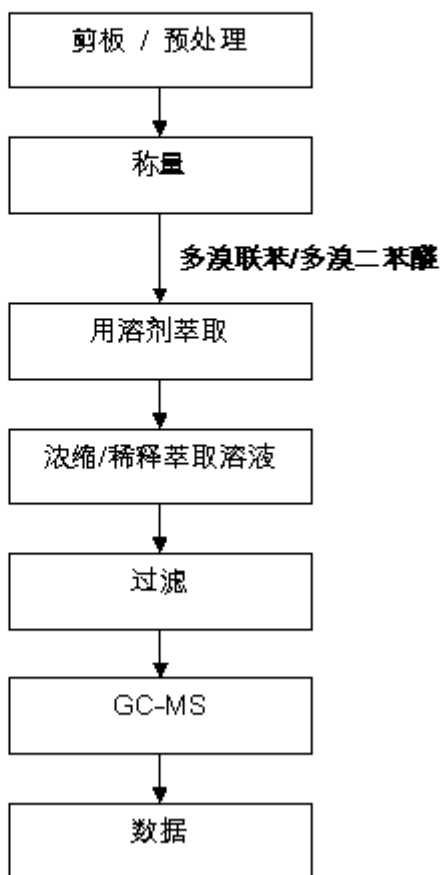 剪板 / 预处理
称量
多溴联苯/多溴二苯醚
用溶剂萃取
浓缩/稀释萃取溶液
过滤
GC-MS
数据